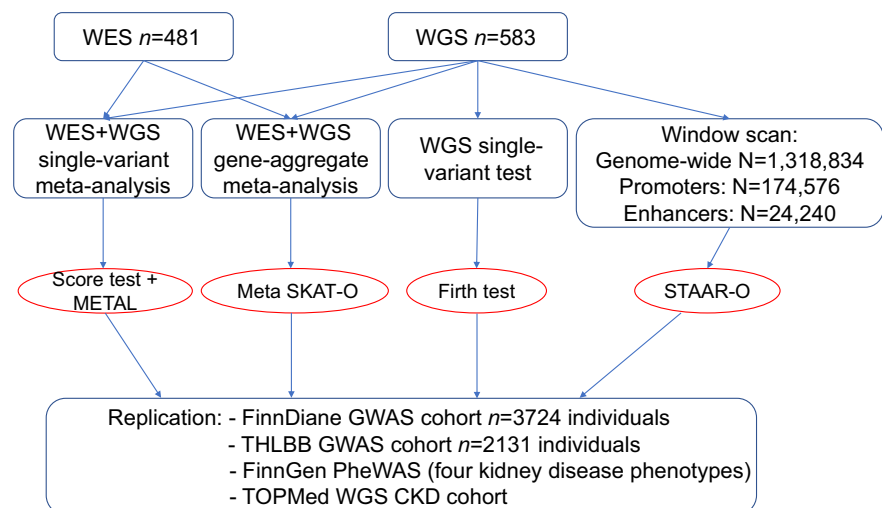 WES n=481
WGS n=583
WES+WGS
single-variant
meta-analysis
WES+WGS
gene-aggregate
meta-analysis
WGS single-
variant test
Window scan:
Genome-wide N=1,318,834
Promoters: N=174,576
Enhancers: N=24,240
Score test +
METAL
Meta SKAT-O
Firth test
STAAR-O
Replication: - FinnDiane GWAS cohort n=3724 individuals
- THLBB GWAS cohort n=2131 individuals
- FinnGen PheWAS (four kidney disease phenotypes)
- TOPMed WGS CKD cohort